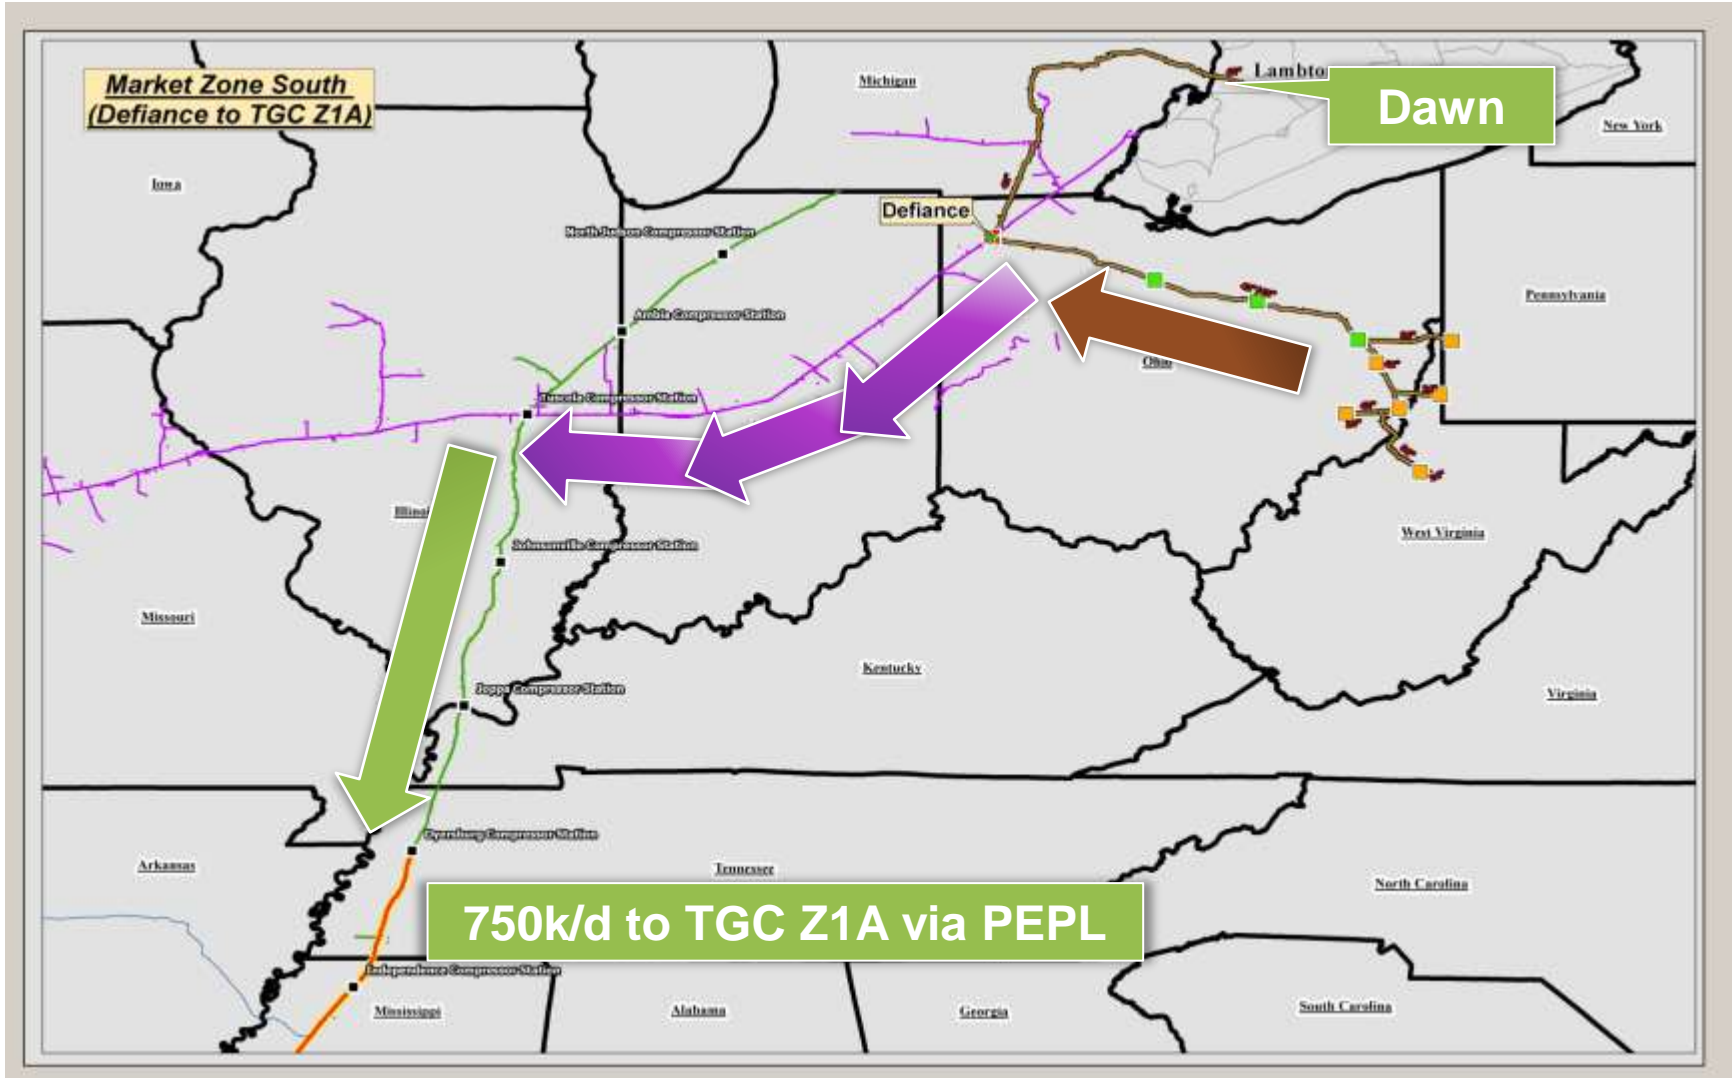 Market Zone South
(Defiance to TGC Z1A)
Michigan
Lambto
Dawn
New York
Iowa
Defiance
North Judson Compressor Station
Pennsylvania
Ambia Compressor Station
Ohio
Tuscola Compressor Station
Illinoi
West Virginia
Johnsonville Compressor Station
Missouri
Kentucky
Joppa Compressor Station
Virginia
Dyersburg Compressor Station
Arkansas
Tennessee
North Carolina
750k/d to TGC Z1A via PEPL
Independence Compressor Station
Mississippi
Alabama
Georgia
South Carolina